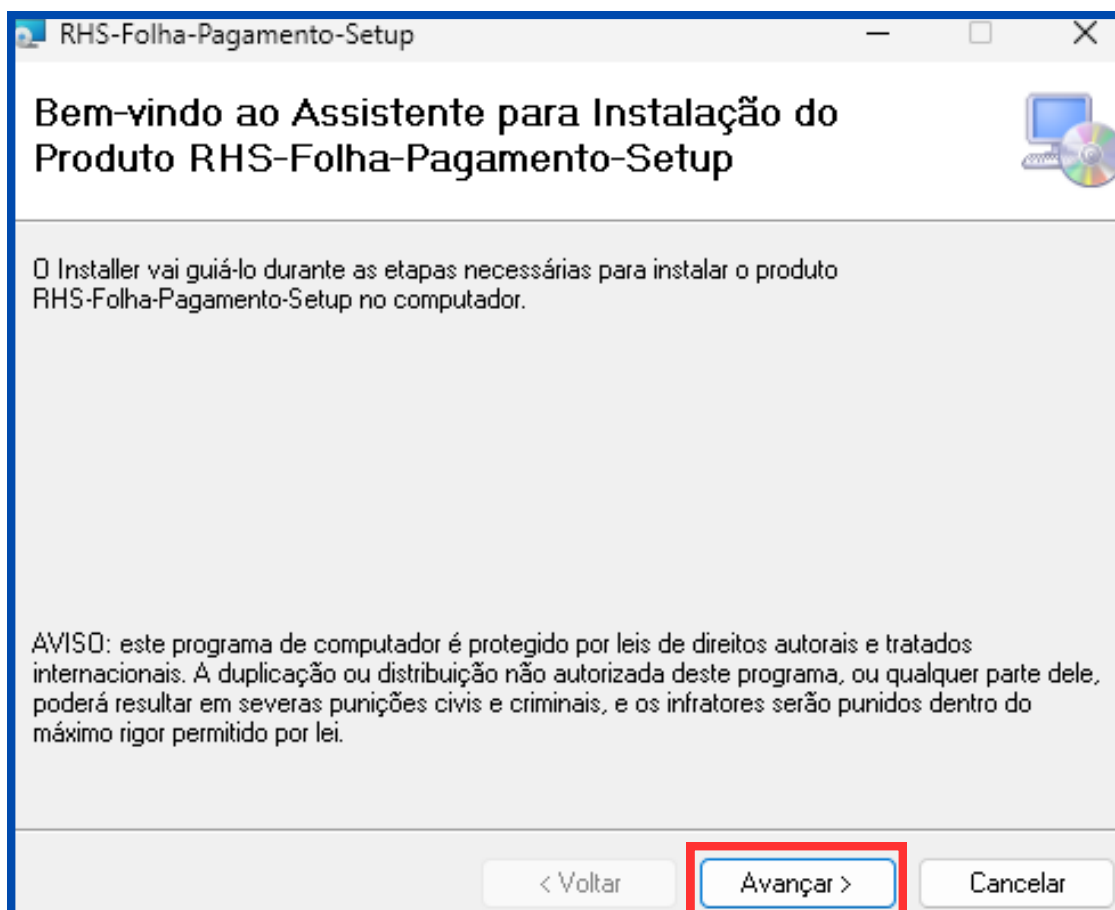 RHS-Folha-Pagamento-Setup
Bem-vindo ao Assistente para Instalação do
Produto RHS-Folha-Pagamento-Setup
O Installer vai guiá-lo durante as etapas necessárias para instalar o produto
RHS-Folha-Pagamento-Setup no computador.
AVISO: este programa de computador é protegido por leis de direitos autorais e tratados
internacionais. A duplicação ou distribuição não autorizada deste programa, ou qualquer parte dele,
poderá resultar em severas punições civis e criminais, e os infratores serão punidos dentro do
máximo rigor permitido por lei.
< Voltar Avançar > Cancelar